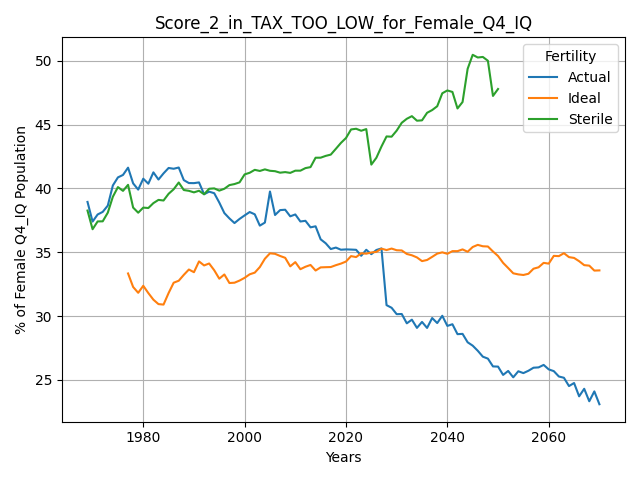 Score_2_in_TAX_TOO_LOW_for_Female_Q4_IQ
% of Female Q4_IQ Population
50
45
40
35
30
25
Fertility
Actual
Ideal
Sterile
1980
2000
2020
2040
2060
Years